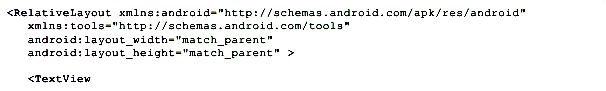 <RelativeLayout xmlns:android="http://schemas.android.com/apk/res/android"
xmlns:tools="http://schemas.android.com/tools"
android:layout_width="match_parent"
android:layout_height="match_parent" >
<TextView